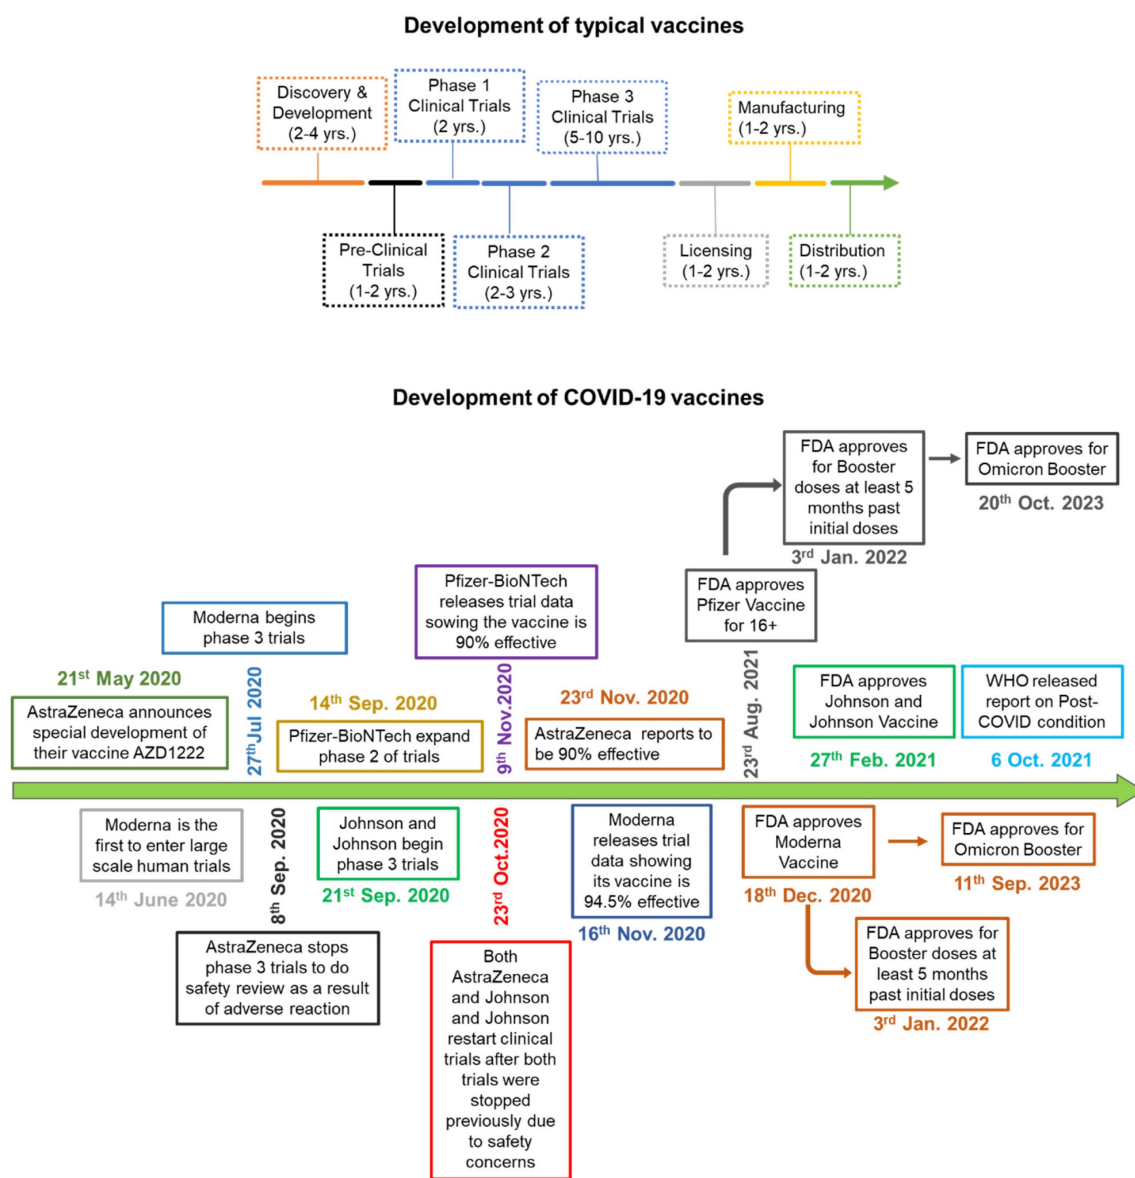 Development of typical vaccines
Discovery &
Development
(2-4 yrs.)
Phase 1
Clinical Trials
(2 yrs.)
Phase 3
Clinical Trials
(5-10 yrs.)
Manufacturing
(1-2 yrs.)
Pre-Clinical
Trials
(1-2 yrs.)
Phase 2
Clinical Trials
(2-3 yrs.)
Licensing
(1-2 yrs.)
Distribution
(1-2 yrs.)
Development of COVID-19 vaccines
FDA approves
for Booster
doses at least 5
months past
initial doses
3rd Jan. 2022
FDA approves for
Omicron Booster
20th Oct. 2023
Moderna begins
phase 3 trials
27thJul 2020
Pfizer-BioNTech
releases trial data
sowing the vaccine is
90% effective
9th Nov.2020
FDA approves
Pfizer Vaccine
for 16+
23rd Aug. 2021
21st May 2020
AstraZeneca announces
special development of
their vaccine AZD1222
14th Sep. 2020
Pfizer-BioNTech expand
phase 2 of trials
23rd Nov. 2020
AstraZeneca reports to
be 90% effective
FDA approves
Johnson and
Johnson Vaccine
27th Feb. 2021
WHO released
report on Post-
COVID condition
6 Oct. 2021
Moderna is the
first to enter large
scale human trials
14th June 2020
8th Sep. 2020
AstraZeneca stops
phase 3 trials to do
safety review as a result
of adverse reaction
Johnson and
Johnson begin
phase 3 trials
21st Sep. 2020
23rd Oct.2020
Both
AstraZeneca
and Johnson
and Johnson
restart clinical
trials after both
trials were
stopped
previously due
to safety
concerns
Moderna
releases trial
data showing
its vaccine is
94.5% effective
16th Nov. 2020
FDA approves
Moderna
Vaccine
18th Dec. 2020
FDA approves for
Omicron Booster
11th Sep. 2023
FDA approves for
Booster doses at
least 5 months
past initial doses
3rd Jan. 2022